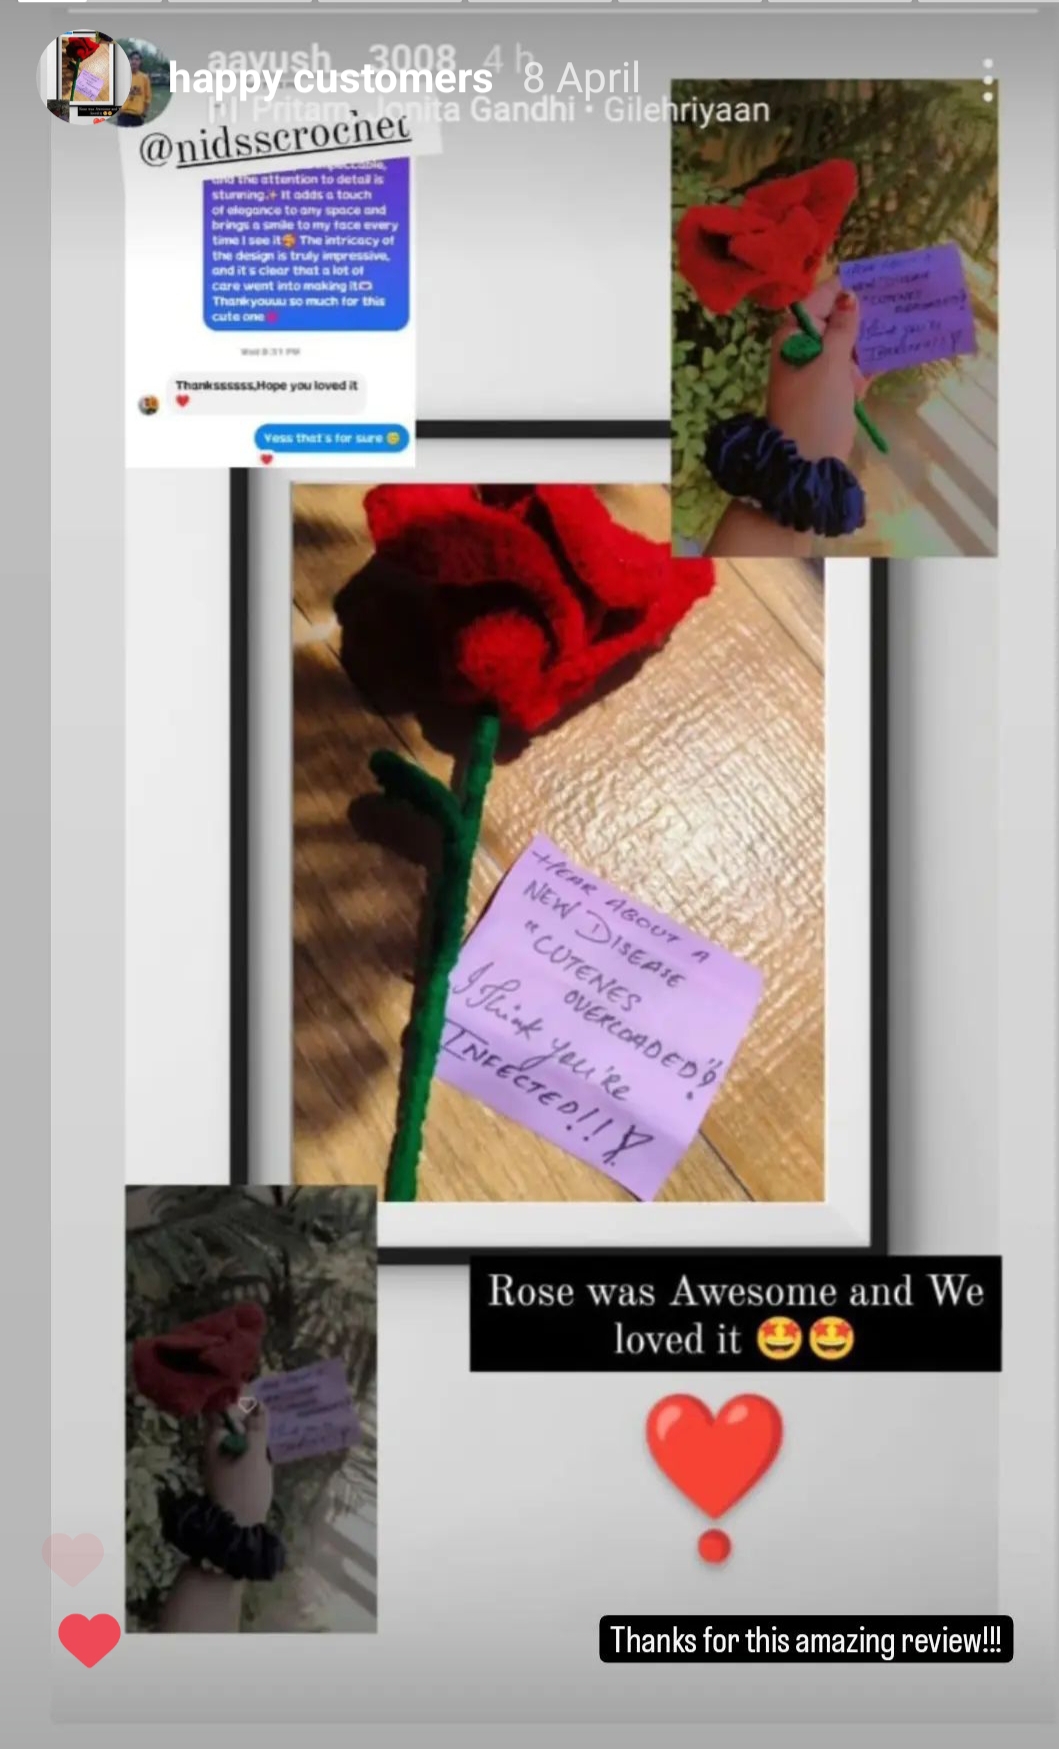 aayush__3008 4 h
happy customers 8 April
Pritam, Jonita Gandhi • Gilehriyaan
@nidsscrochet
and the attention to detail is
stunning✨ It adds a touch
of elegance to any space and
brings a smile to my face every
time I see it🥰 The intricacy of
the design is truly impressive,
and it's clear that a lot of
care went into making it
Thankyouuu so much for this
cute one
Wed 8:31 PM
Thankssssss,Hope you loved it
❤️
Yess that's for sure
HEAR ABOUT A
NEW DISEASE
"CUTENES
OVERLOADED"?
I Think you're
INFECTED!!
Rose was Awesome and We
loved it 🤩🤩
Thanks for this amazing review!!!